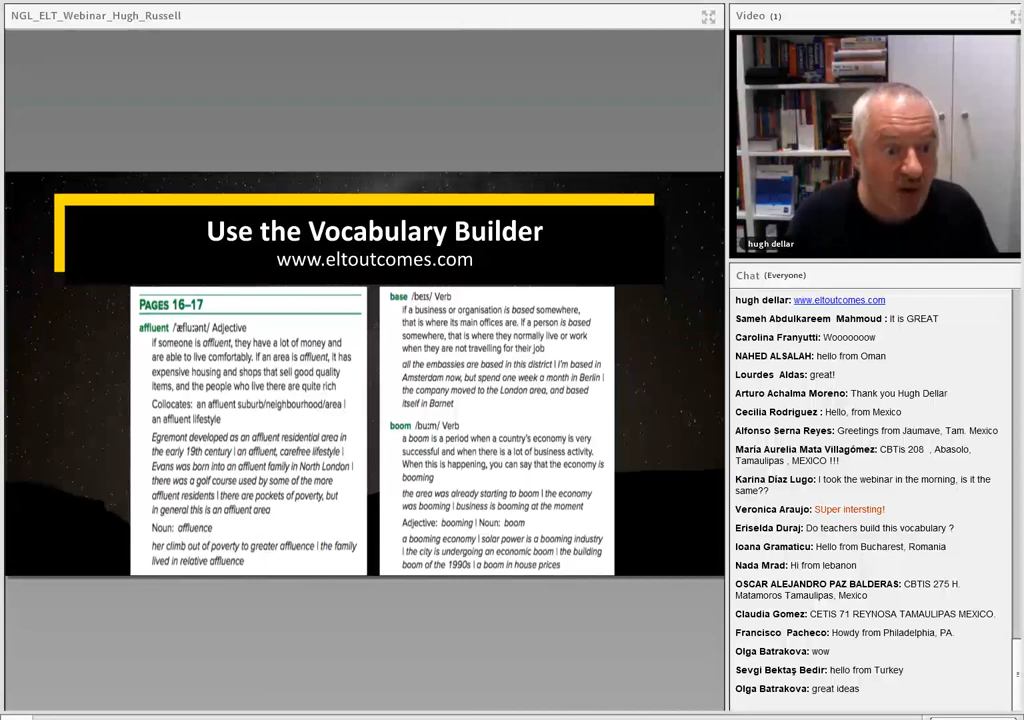 NGL_ELT_Webinar_Hugh_Russell
Use the Vocabulary Builder
www.eltoutcomes.com
PAGES 16–17
affluent /ˈæfluənt/ Adjective
if someone is affluent, they have a lot of money and
are able to live comfortably. If an area is affluent, it has
expensive housing and shops that sell good quality
items, and the people who live there are quite rich
Collocates: an affluent suburb/neighbourhood/area |
an affluent lifestyle
Egremont developed as an affluent residential area in
the early 19th century | an affluent, carefree lifestyle |
Evans was born into an affluent family in North London |
there was a golf course used by some of the more
affluent residents | there are pockets of poverty, but
in general this is an affluent area
Noun: affluence
her climb out of poverty to greater affluence | the family
lived in relative affluence
base /beɪs/ Verb
if a business or organisation is based somewhere,
that is where its main offices are. If a person is based
somewhere, that is where they normally live or work
when they are not travelling for their job
all the embassies are based in this district | I'm based in
Amsterdam now, but spend one week a month in Berlin |
the company moved to the London area, and based
itself in Barnet
boom /buːm/ Verb
a boom is a period when a country's economy is very
successful and when there is a lot of business activity.
When this is happening, you can say that the economy is
booming
the area was already starting to boom | the economy
was booming | business is booming at the moment
Adjective: booming | Noun: boom
a booming economy | solar power is a booming industry
| the city is undergoing an economic boom | the building
boom of the 1990s | a boom in house prices
Video (1)
hugh dellar
Chat (Everyone)
hugh dellar: www.eltoutcomes.com
Sameh Abdulkareem Mahmoud : it is GREAT
Carolina Franyutti: Woooooooow
NAHED ALSALAH: hello from Oman
Lourdes Aldas: great!
Arturo Achalma Moreno: Thank you Hugh Dellar
Cecilia Rodriguez : Hello, from Mexico
Alfonso Serna Reyes: Greetings from Jaumave, Tam. Mexico
María Aurelia Mata Villagómez: CBTis 208 , Abasolo,
Tamaulipas , MEXICO !!!
Karina Díaz Lugo: I took the webinar in the morning, is it the
same??
Veronica Araujo: SUper intersting!
Eriselda Duraj: Do teachers build this vocabulary ?
Ioana Gramaticu: Hello from Bucharest, Romania
Nada Mrad: Hi from lebanon
OSCAR ALEJANDRO PAZ BALDERAS: CBTIS 275 H.
Matamoros Tamaulipas, Mexico
Claudia Gomez: CETIS 71 REYNOSA TAMAULIPAS MEXICO.
Francisco Pacheco: Howdy from Philadelphia, PA.
Olga Batrakova: wow
Sevgi Bektaş Bedir: hello from Turkey
Olga Batrakova: great ideas